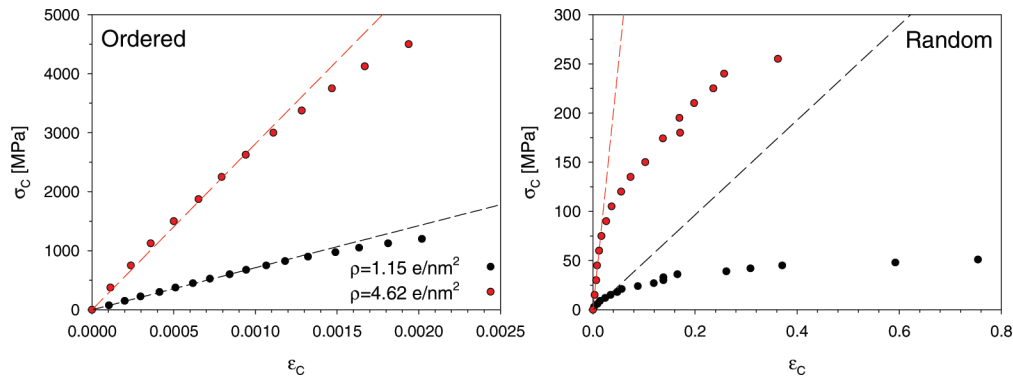 Ordered
σC [MPa]
5000
4000
3000
2000
1000
0
ρ=1.15 e/nm²
ρ=4.62 e/nm²
0.0000 0.0005 0.0010 0.0015 0.0020 0.0025
εC
Random
σC [MPa]
300
250
200
150
100
50
0
0.0 0.2 0.4 0.6 0.8
εC